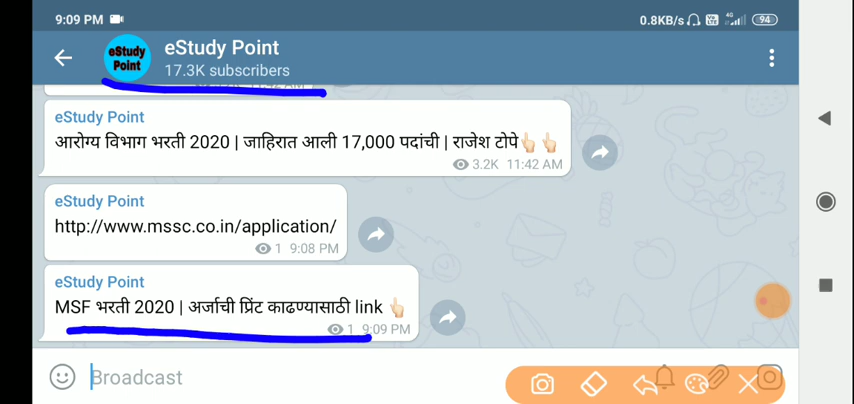 9:09 PM
0.8KB/s
4G
94
eStudy Point
eStudy Point
17.3K subscribers
eStudy Point
आरोग्य विभाग भरती 2020 | जाहिरात आली 17,000 पदांची | राजेश टोपे👆🏻👆🏻
3.2K 11:42 AM
eStudy Point
http://www.mssc.co.in/application/
1 9:08 PM
eStudy Point
MSF भरती 2020 | अर्जाची प्रिंट काढण्यासाठी link 👆🏻
1 9:09 PM
Broadcast